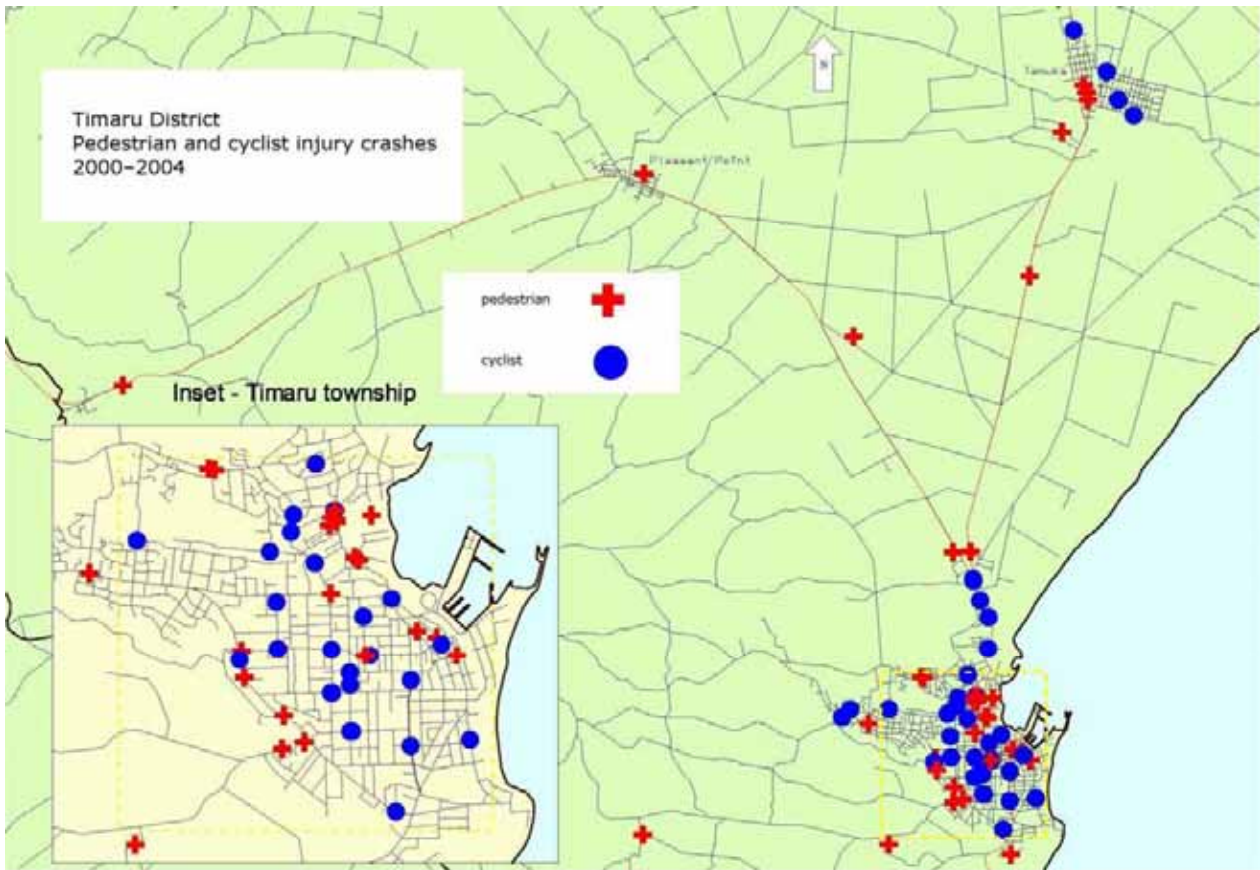 Timaru District
Pedestrian and cyclist injury crashes
2000–2004
N
Temuka
Pleasant/Point
pedestrian
cyclist
Inset - Timaru township